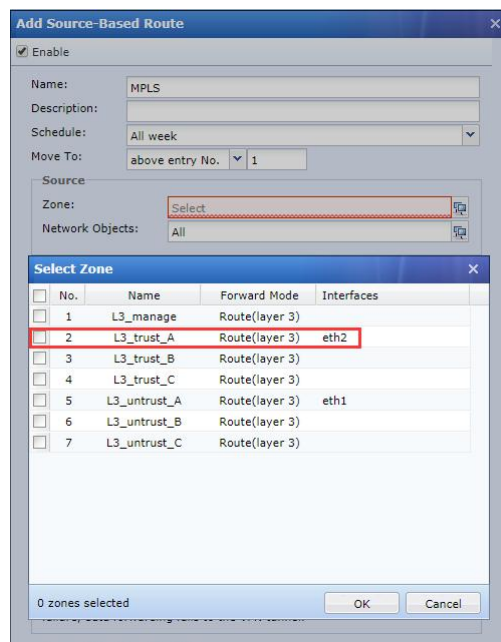 Add Source-Based Route
Enable
Name: MPLS
Description:
Schedule: All week
Move To: above entry No. 1
Source
Zone: Select
Network Objects: All
Select Zone
No. Name Forward Mode Interfaces
1 L3_manage Route(layer 3)
2 L3_trust_A Route(layer 3) eth2
3 L3_trust_B Route(layer 3)
4 L3_trust_C Route(layer 3)
5 L3_untrust_A Route(layer 3) eth1
6 L3_untrust_B Route(layer 3)
7 L3_untrust_C Route(layer 3)
0 zones selected OK Cancel